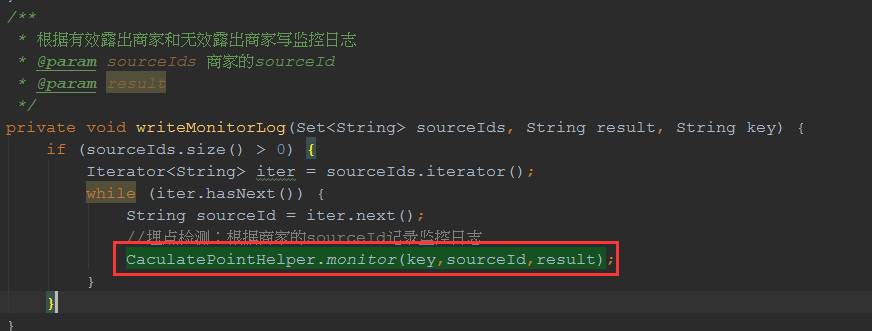 /**
 * 根据有效露出商家和无效露出商家写监控日志
 * @param sourceIds 商家的sourceId
 * @param result
 */
private void writeMonitorLog(Set<String> sourceIds, String result, String key) {
    if (sourceIds.size() > 0) {
        Iterator<String> iter = sourceIds.iterator();
        while (iter.hasNext()) {
            String sourceId = iter.next();
            //埋点检测：根据商家的sourceId记录监控日志
            CaculatePointHelper.monitor(key,sourceId,result);
        }
    }
}